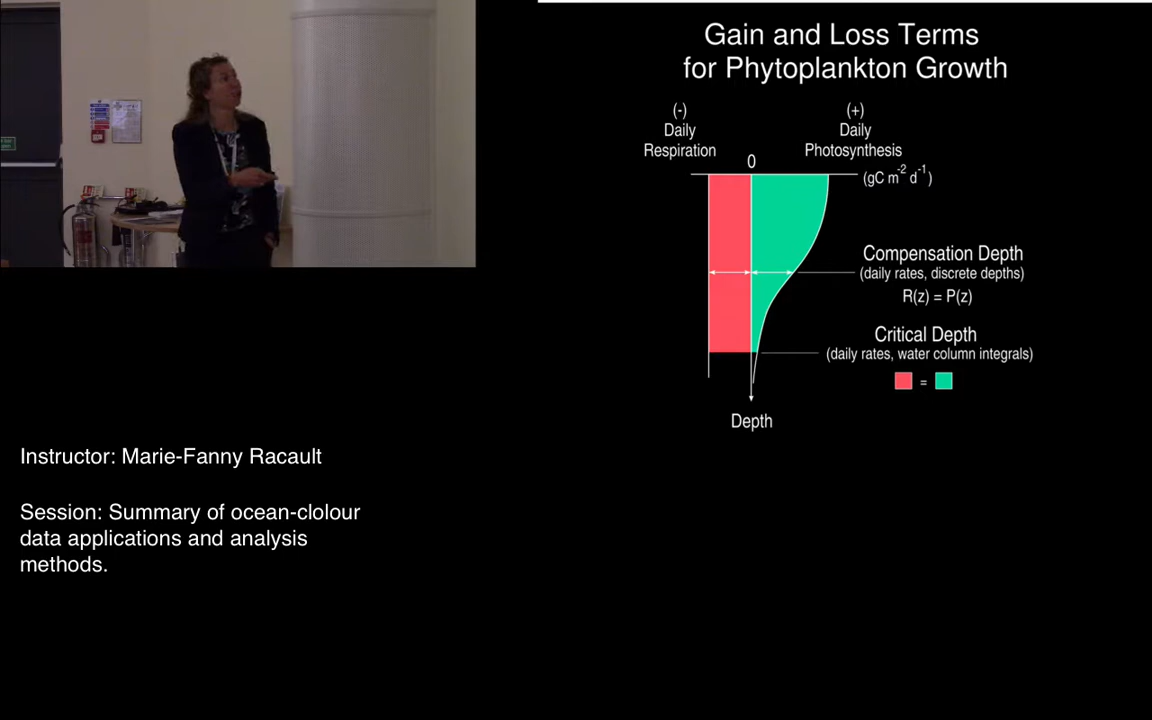 Gain and Loss Terms
for Phytoplankton Growth
(-)
Daily
Respiration
0
(+)
Daily
Photosynthesis
(gC m-2 d-1)
Compensation Depth
(daily rates, discrete depths)
R(z) = P(z)
Critical Depth
(daily rates, water column integrals)
=
Depth
Instructor: Marie-Fanny Racault
Session: Summary of ocean-clolour
data applications and analysis
methods.